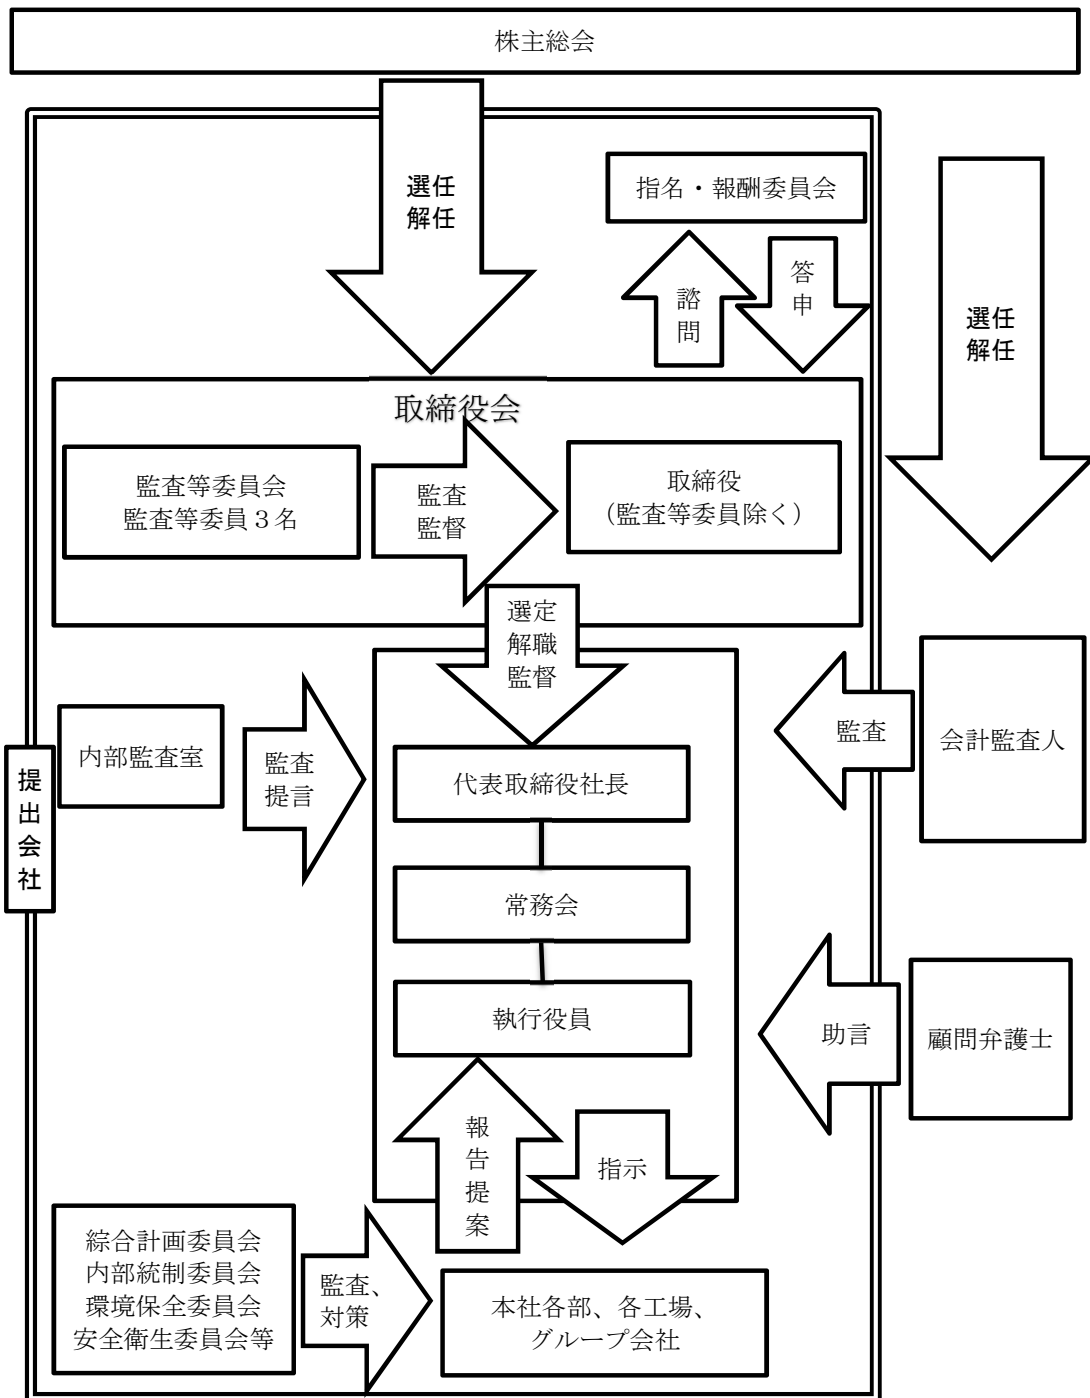 株主総会
選任
解任
指名・報酬委員会
諮問
答申
選任
解任
取締役会
監査等委員会
監査等委員３名
監査
監督
取締役
（監査等委員除く）
選定
解職
監督
内部監査室
監査
提言
代表取締役社長
監査
会計監査人
提出会社
常務会
執行役員
助言
顧問弁護士
報告提案
指示
綜合計画委員会
内部統制委員会
環境保全委員会
安全衛生委員会等
監査、
対策
本社各部、各工場、
グループ会社